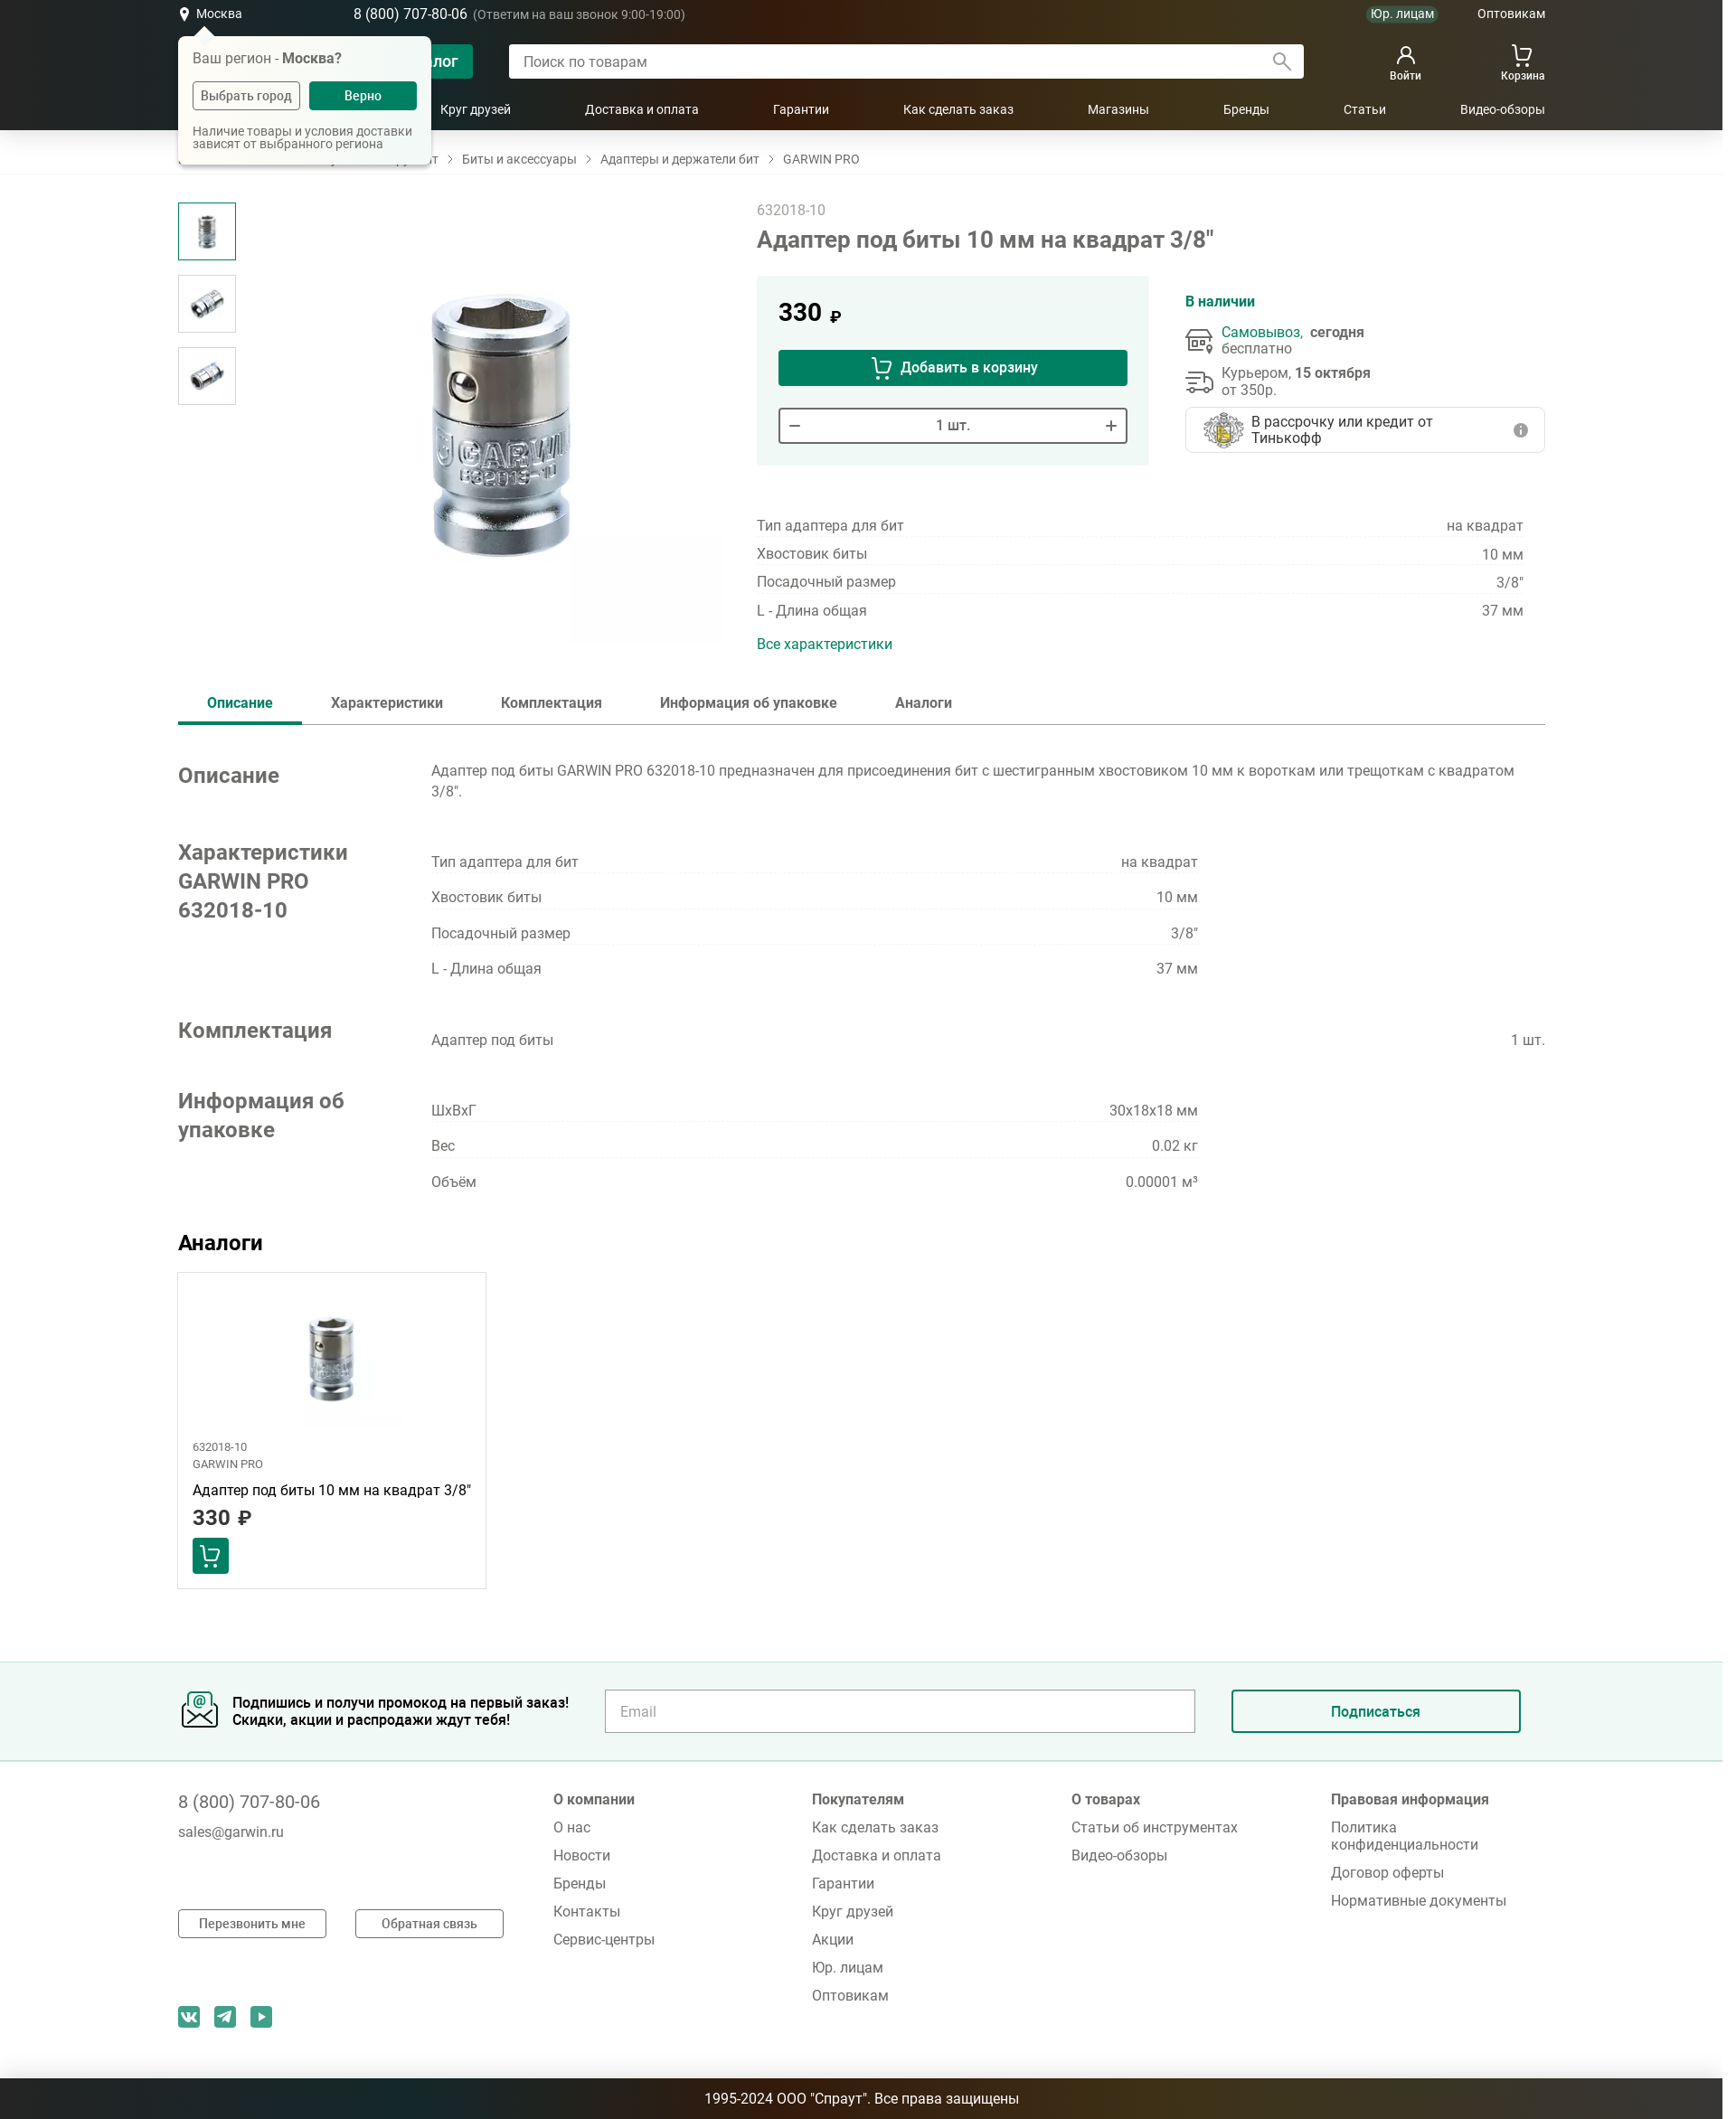 Москва
8 (800) 707-80-06 (Ответим на ваш звонок 9:00-19:00)
Юр. лицам
Оптовикам
Ваш регион - Москва?
Выбрать город
Верно
Наличие товары и условия доставки
зависят от выбранного региона
Поиск по товарам
Войти
Корзина
Круг друзей
Доставка и оплата
Гарантии
Как сделать заказ
Магазины
Бренды
Статьи
Видео-обзоры
Биты и аксессуары
Адаптеры и держатели бит
GARWIN PRO
632018-10
Адаптер под биты 10 мм на квадрат 3/8"
GARWIN
632018-10
330 ₽
Добавить в корзину
1 шт.
В наличии
Самовывоз, сегодня
бесплатно
Курьером, 15 октября
от 350р.
В рассрочку или кредит от
Тинькофф
Тип адаптера для бит на квадрат
Хвостовик биты 10 мм
Посадочный размер 3/8"
L - Длина общая 37 мм
Все характеристики
Описание
Характеристики
Комплектация
Информация об упаковке
Аналоги
Описание
Адаптер под биты GARWIN PRO 632018-10 предназначен для присоединения бит с шестигранным хвостовиком 10 мм к вороткам или трещоткам с квадратом
3/8".
Характеристики
GARWIN PRO
632018-10
Тип адаптера для бит на квадрат
Хвостовик биты 10 мм
Посадочный размер 3/8"
L - Длина общая 37 мм
Комплектация
Адаптер под биты 1 шт.
Информация об
упаковке
ШхВхГ 30x18x18 мм
Вес 0.02 кг
Объём 0.00001 м³
Аналоги
632018-10
GARWIN PRO
Адаптер под биты 10 мм на квадрат 3/8"
330 ₽
Подпишись и получи промокод на первый заказ!
Скидки, акции и распродажи ждут тебя!
Email
Подписаться
8 (800) 707-80-06
sales@garwin.ru
Перезвонить мне
Обратная связь
О компании
О нас
Новости
Бренды
Контакты
Сервис-центры
Покупателям
Как сделать заказ
Доставка и оплата
Гарантии
Круг друзей
Акции
Юр. лицам
Оптовикам
О товарах
Статьи об инструментах
Видео-обзоры
Правовая информация
Политика
конфиденциальности
Договор оферты
Нормативные документы
1995-2024 ООО "Спраут". Все права защищены